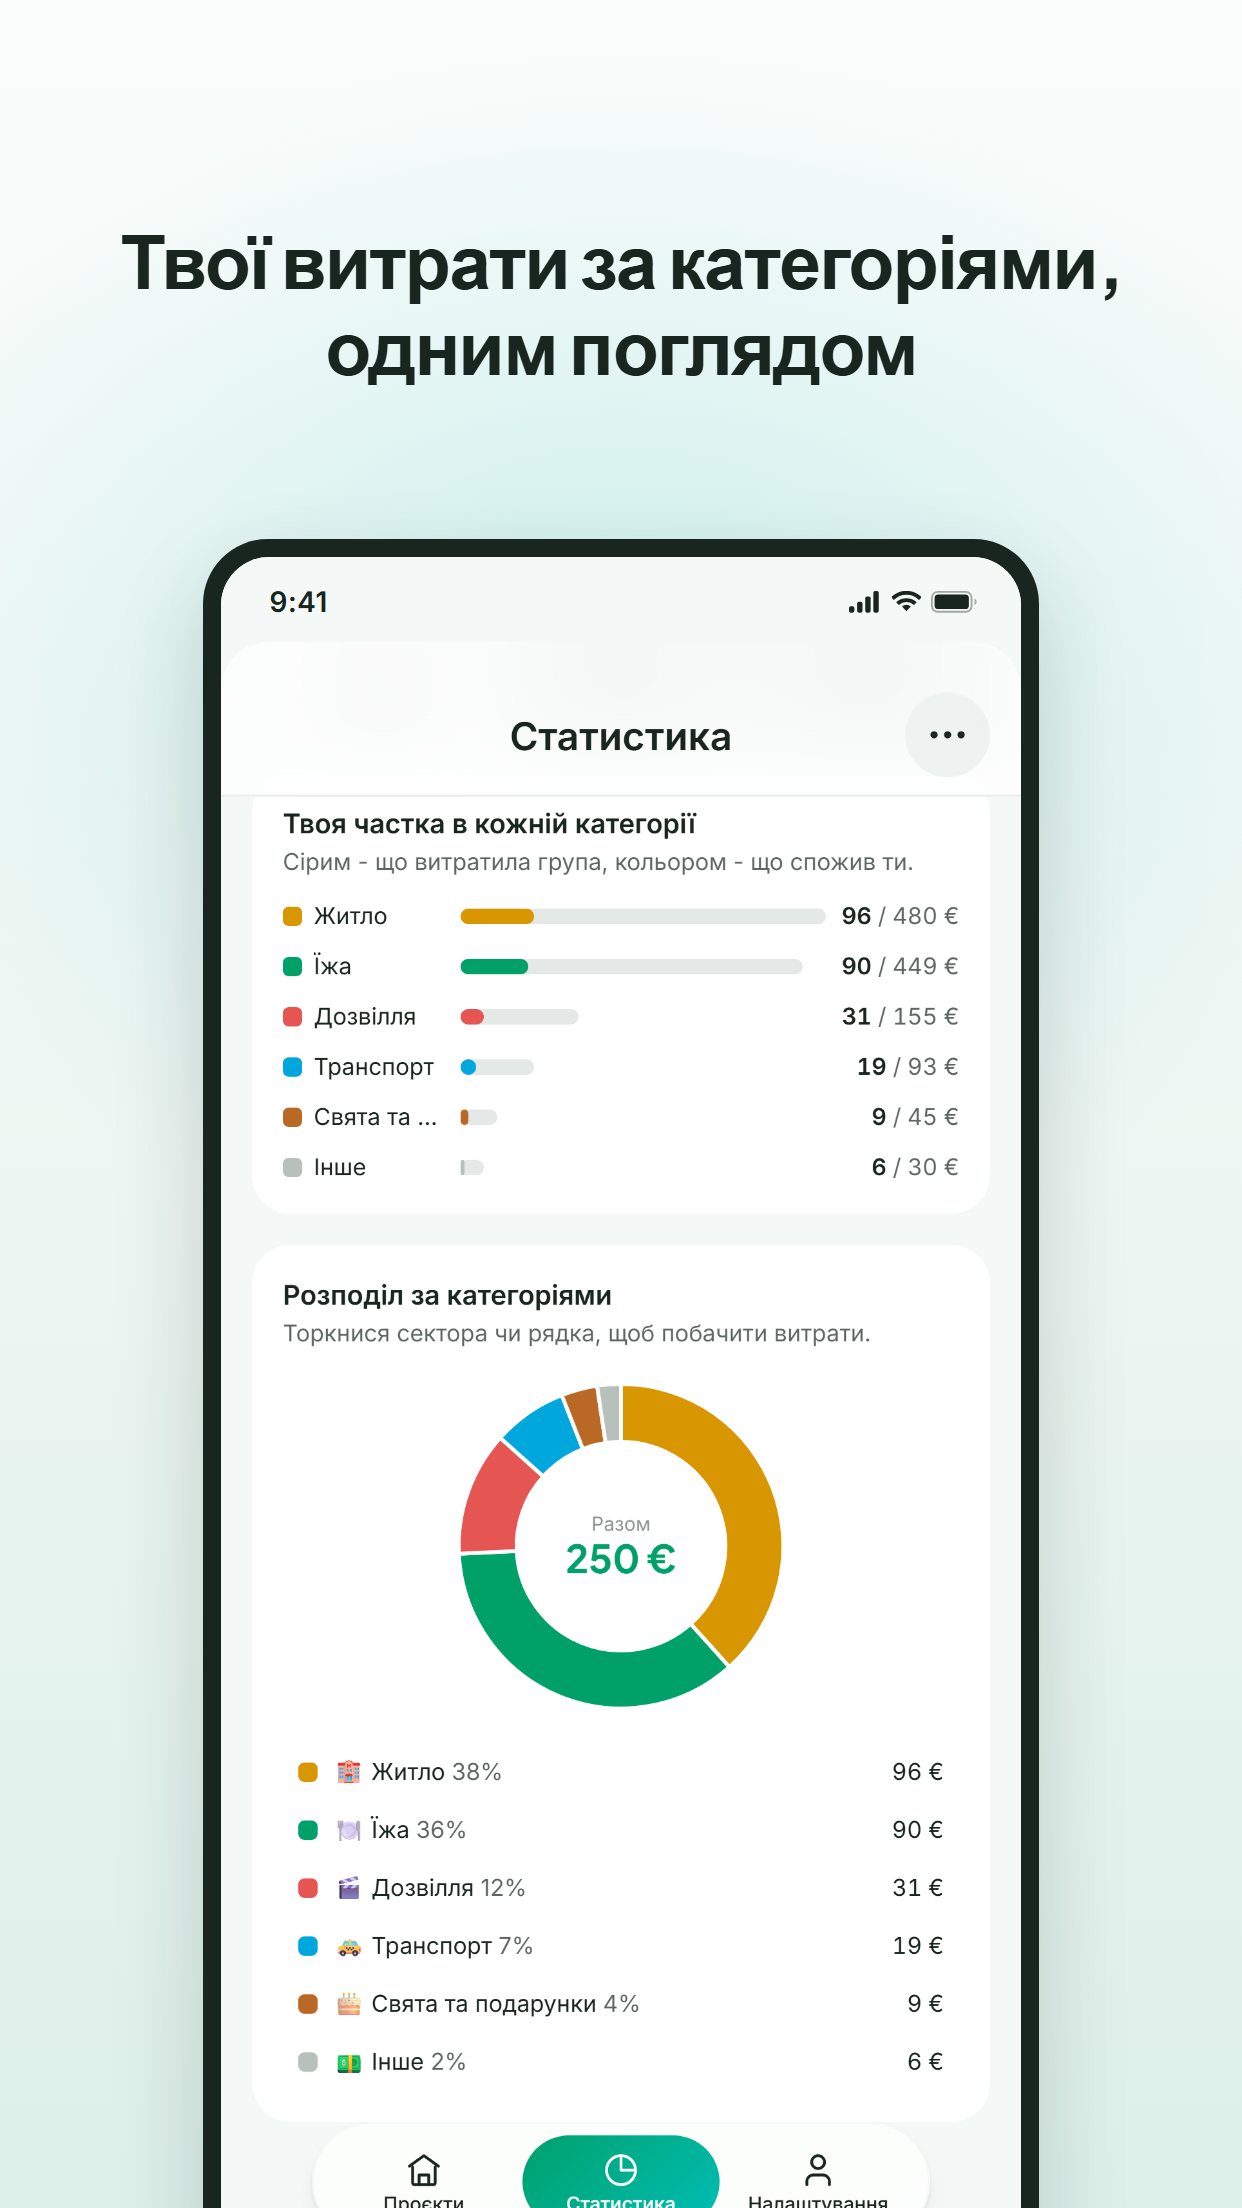 Твої витрати за категоріями,
одним поглядом
9:41
Статистика
Твоя частка в кожній категорії
Сірим - що витратила група, кольором - що спожив ти.
Житло 96 / 480 €
Їжа 90 / 449 €
Дозвілля 31 / 155 €
Транспорт 19 / 93 €
Свята та ... 9 / 45 €
Інше 6 / 30 €
Розподіл за категоріями
Торкнися сектора чи рядка, щоб побачити витрати.
Разом
250 €
Житло 38% 96 €
Їжа 36% 90 €
Дозвілля 12% 31 €
Транспорт 7% 19 €
Свята та подарунки 4% 9 €
Інше 2% 6 €
Проєкти Статистика Налаштування